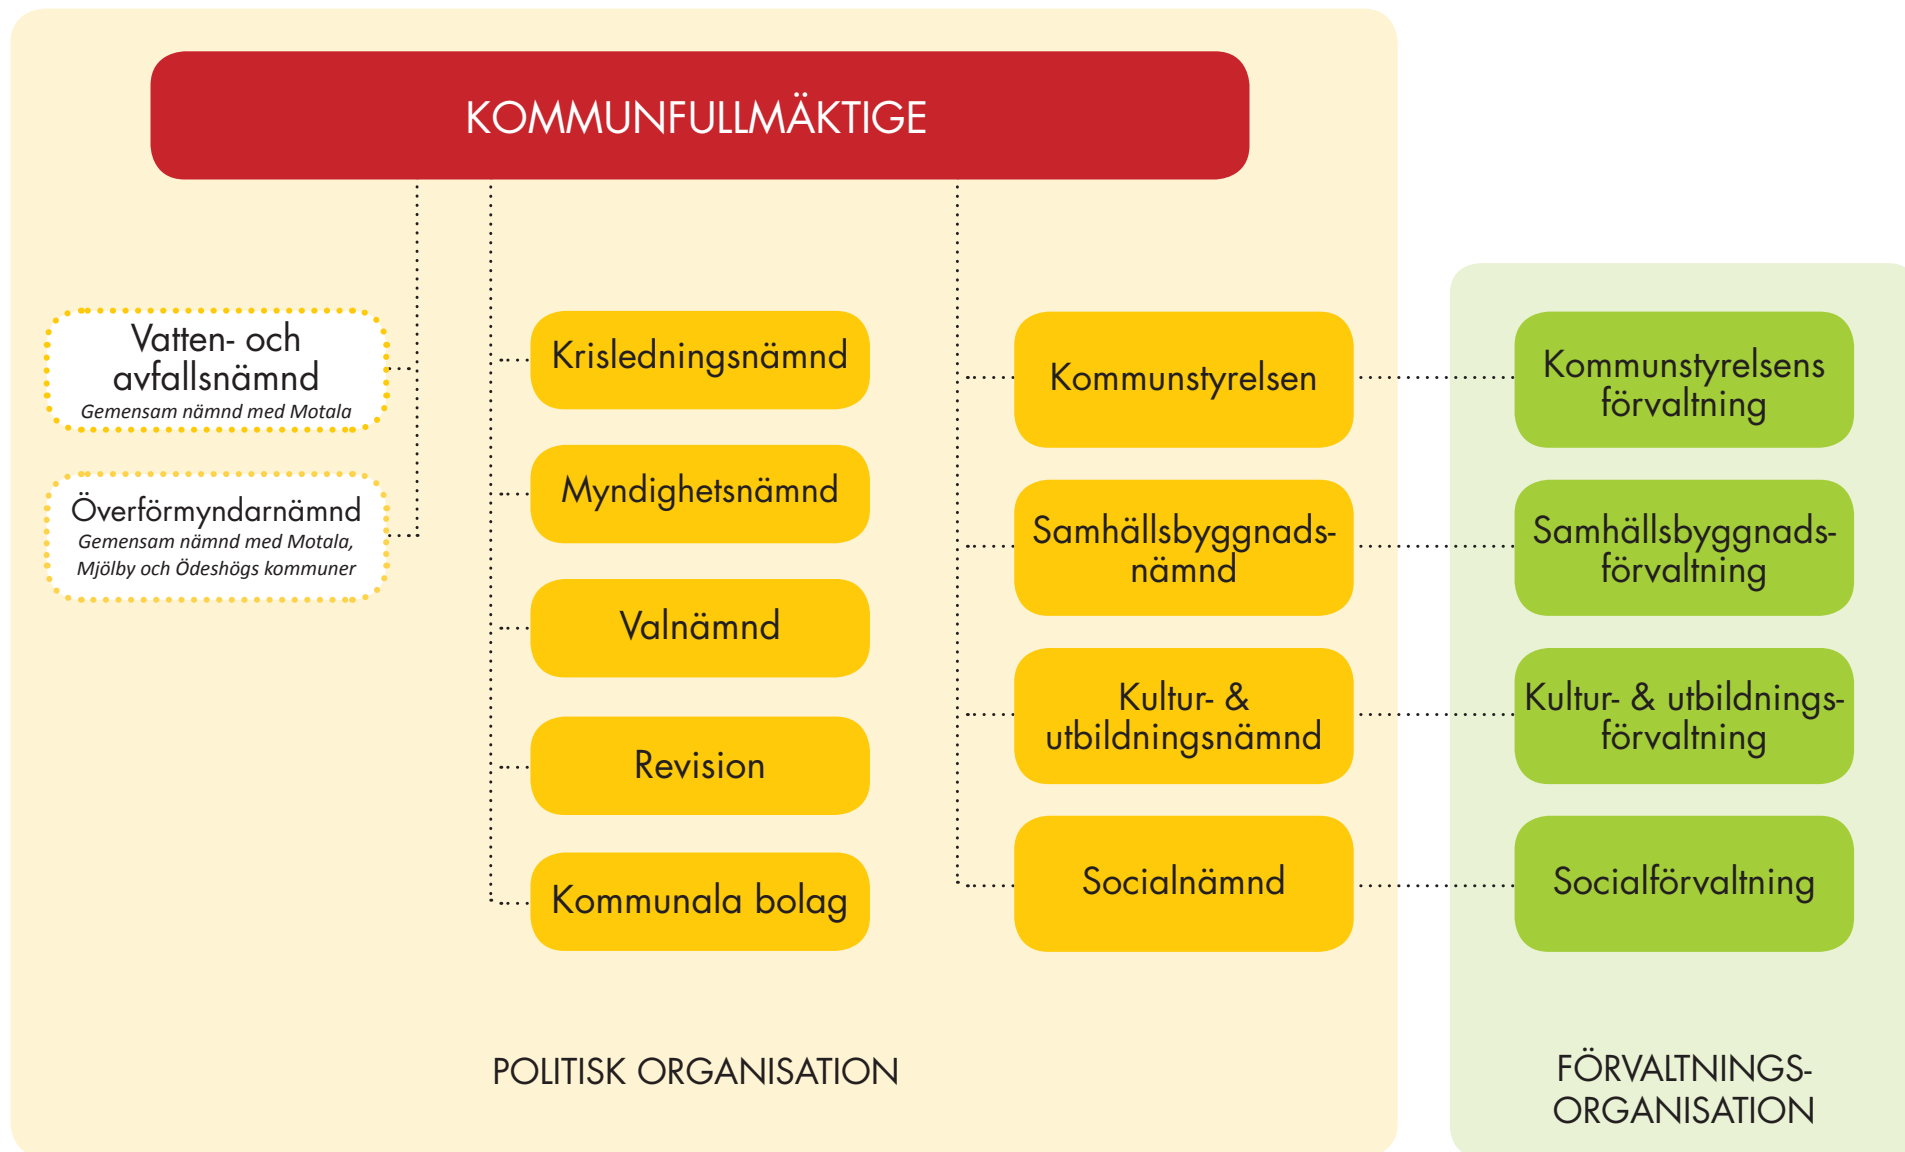 KOMMUNFULLMÄKTIGE
Vatten- och
avfallsnämnd
Gemensam nämnd med Motala
Överförmyndarnämnd
Gemensam nämnd med Motala,
Mjölby och Ödeshögs kommuner
Krisledningsnämnd
Myndighetsnämnd
Valnämnd
Revision
Kommunala bolag
Kommunstyrelsen
Samhällsbyggnads-
nämnd
Kultur- &
utbildningsnämnd
Socialnämnd
POLITISK ORGANISATION
Kommunstyrelsens
förvaltning
Samhällsbyggnads-
förvaltning
Kultur- & utbildnings-
förvaltning
Socialförvaltning
FÖRVALTNINGS-
ORGANISATION